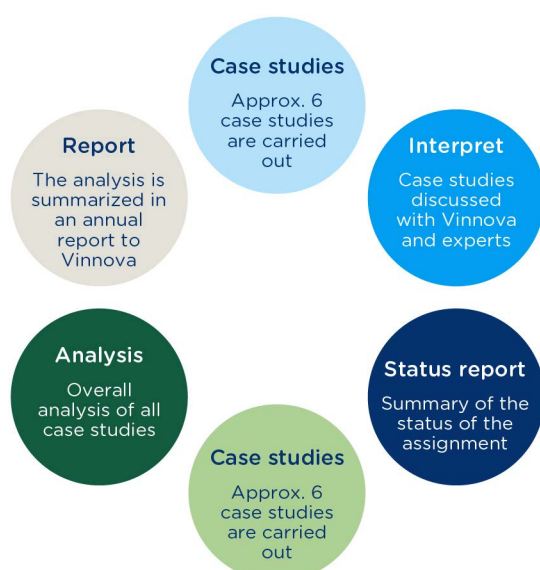 Case studies
Approx. 6
case studies
are carried
out
Interpret
Case studies
discussed
with Vinnova
and experts
Status report
Summary of the
status of the
assignment
Case studies
Approx. 6
case studies
are carried
out
Analysis
Overall
analysis of all
case studies
Report
The analysis is
summarized in
an annual
report to
Vinnova